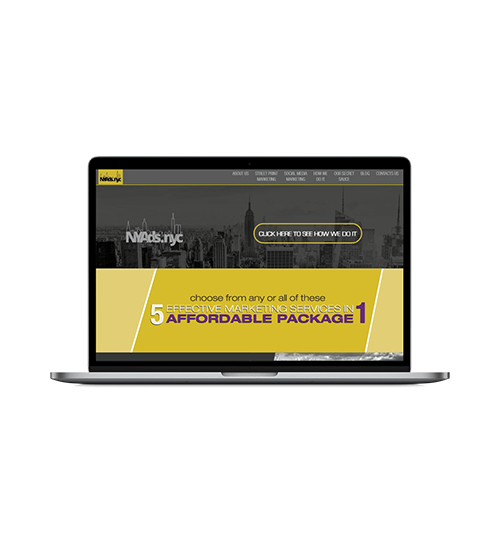 NYAds.nyc
ABOUT US STREET PRINT MARKETING SOCIAL MEDIA MARKETING HOW WE DO IT OUR SECRET SAUCE BLOG CONTACTS US
NYAds.nyc
CLICK HERE TO SEE HOW WE DO IT
choose from any or all of these
5 EFFECTIVE MARKETING SERVICES IN 1
AFFORDABLE PACKAGE